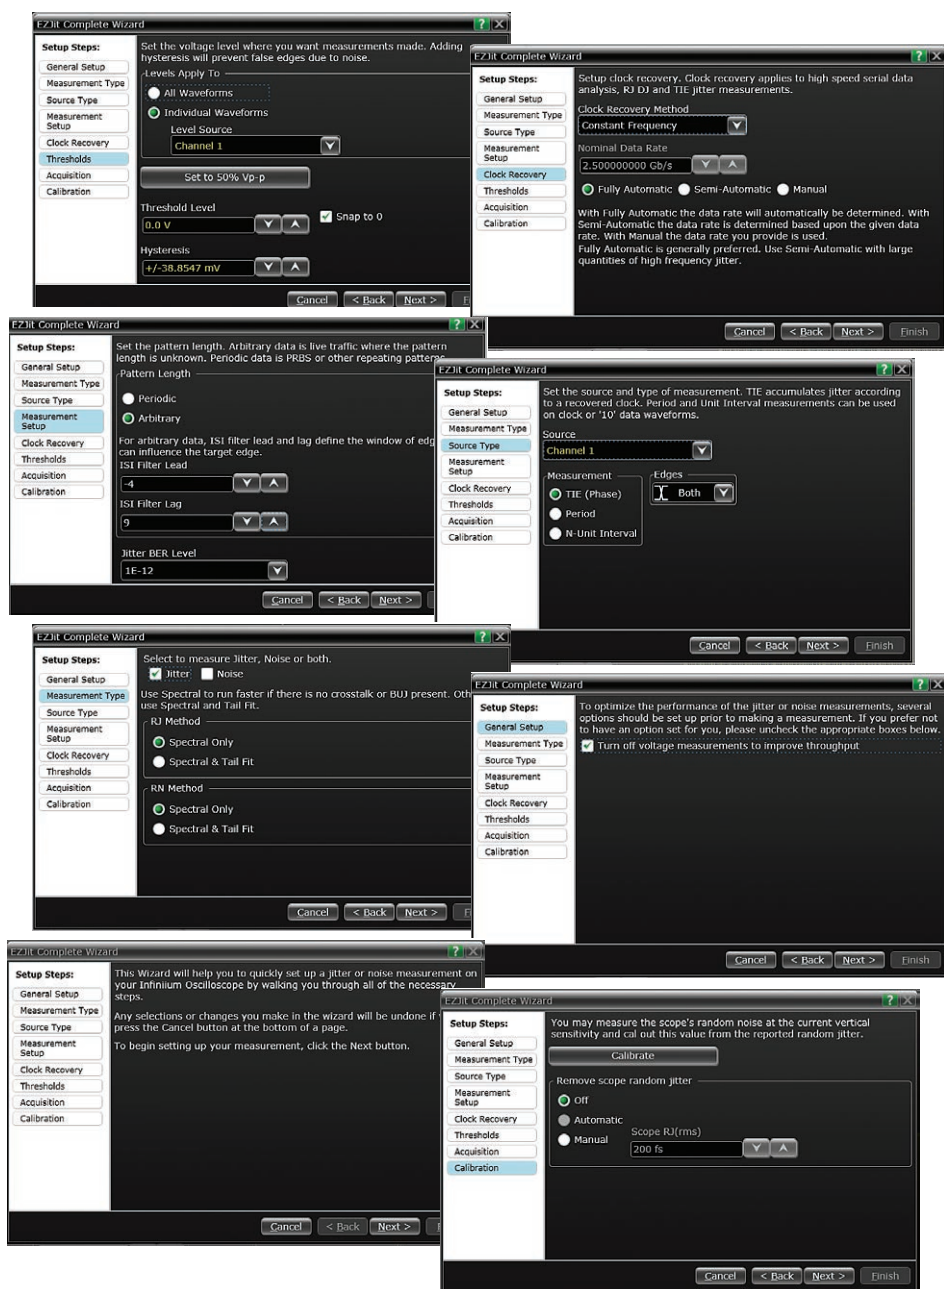 EZJit Complete Wizard
Setup Steps:
General Setup
Measurement Type
Source Type
Measurement
Setup
Clock Recovery
Thresholds
Acquisition
Calibration
Set the voltage level where you want measurements made. Adding
hysteresis will prevent false edges due to noise.
Levels Apply To
All Waveforms
Individual Waveforms
Level Source
Channel 1
Set to 50% Vp-p
Threshold Level
0.0 V
Snap to 0
Hysteresis
+/-38.8547 mV
Cancel
< Back
Next >
EZJit Complete Wizard
Setup Steps:
General Setup
Measurement Type
Source Type
Measurement
Setup
Clock Recovery
Thresholds
Acquisition
Calibration
Setup clock recovery. Clock recovery applies to high speed serial data
analysis, RJ DJ and TIE jitter measurements.
Clock Recovery Method
Constant Frequency
Nominal Data Rate
2.500000000 Gb/s
Fully Automatic
Semi-Automatic
Manual
With Fully Automatic the data rate will automatically be determined. With
Semi-Automatic the data rate is determined based upon the given data
rate. With Manual the data rate you provide is used.
Fully Automatic is generally preferred. Use Semi-Automatic with large
quantities of high frequency jitter.
Cancel
< Back
Next >
Finish
EZJit Complete Wizard
Setup Steps:
General Setup
Measurement Type
Source Type
Measurement
Setup
Clock Recovery
Thresholds
Acquisition
Calibration
Set the pattern length. Arbitrary data is live traffic where the pattern
length is unknown. Periodic data is PRBS or other repeating patterns.
Pattern Length
Periodic
Arbitrary
For arbitrary data, ISI filter lead and lag define the window of
can influence the target edge.
ISI Filter Lead
-4
ISI Filter Lag
9
Jitter BER Level
1E-12
Cancel
< Back
Next >
EZJit Complete Wizard
Setup Steps:
General Setup
Measurement Type
Source Type
Measurement
Setup
Clock Recovery
Thresholds
Acquisition
Calibration
Set the source and type of measurement. TIE accumulates jitter according
to a recovered clock. Period and Unit Interval measurements can be used
on clock or '10' data waveforms.
Source
Channel 1
Measurement
TIE (Phase)
Period
N-Unit Interval
Edges
Both
Cancel
< Back
Next >
Finish
EZJit Complete Wizard
Setup Steps:
General Setup
Measurement Type
Source Type
Measurement
Setup
Clock Recovery
Thresholds
Acquisition
Calibration
Select to measure Jitter, Noise or both.
Jitter
Noise
Use Spectral to run faster if there is no crosstalk or BUJ present.
use Spectral and Tail Fit.
RJ Method
Spectral Only
Spectral & Tail Fit
RN Method
Spectral Only
Spectral & Tail Fit
Cancel
< Back
Next >
EZJit Complete Wizard
Setup Steps:
General Setup
Measurement Type
Source Type
Measurement
Setup
Clock Recovery
Thresholds
Acquisition
Calibration
To optimize the performance of the jitter or noise measurements, several
options should be set up prior to making a measurement. If you prefer not
to have an option set for you, please uncheck the appropriate boxes below.
Turn off voltage measurements to improve throughput
Cancel
< Back
Next >
Finish
EZJit Complete Wizard
Setup Steps:
General Setup
Measurement Type
Source Type
Measurement
Setup
Clock Recovery
Thresholds
Acquisition
Calibration
This Wizard will help you to quickly set up a jitter or noise measurement on
your Infiniium Oscilloscope by walking you through all of the necessary
steps.
Any selections or changes you make in the wizard will be undone if
press the Cancel button at the bottom of a page.
To begin setting up your measurement, click the Next button.
Cancel
< Back
Next >
EZJit Complete Wizard
Setup Steps:
General Setup
Measurement Type
Source Type
Measurement
Setup
Clock Recovery
Thresholds
Acquisition
Calibration
You may measure the scope's random noise at the current vertical
sensitivity and cal out this value from the reported random jitter.
Calibrate
Remove scope random jitter
Off
Automatic
Manual
Scope RJ(rms)
200 fs
Cancel
< Back
Next >
Finish